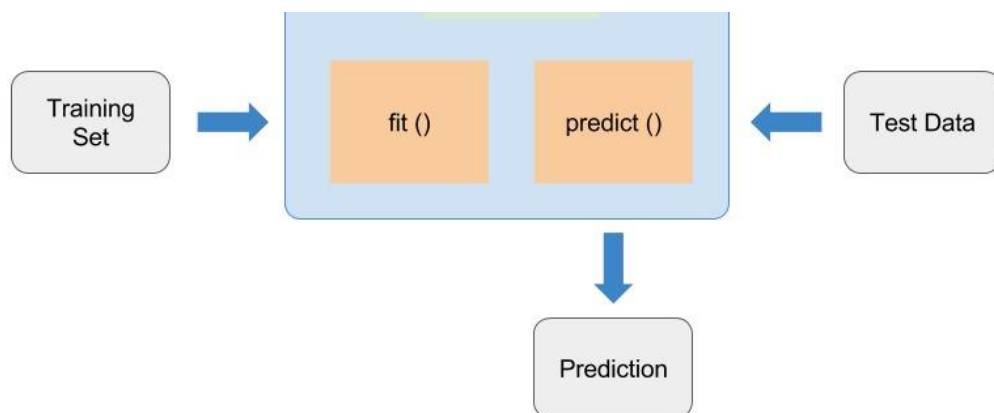 Training
Set
fit ()
predict ()
Test Data
Prediction